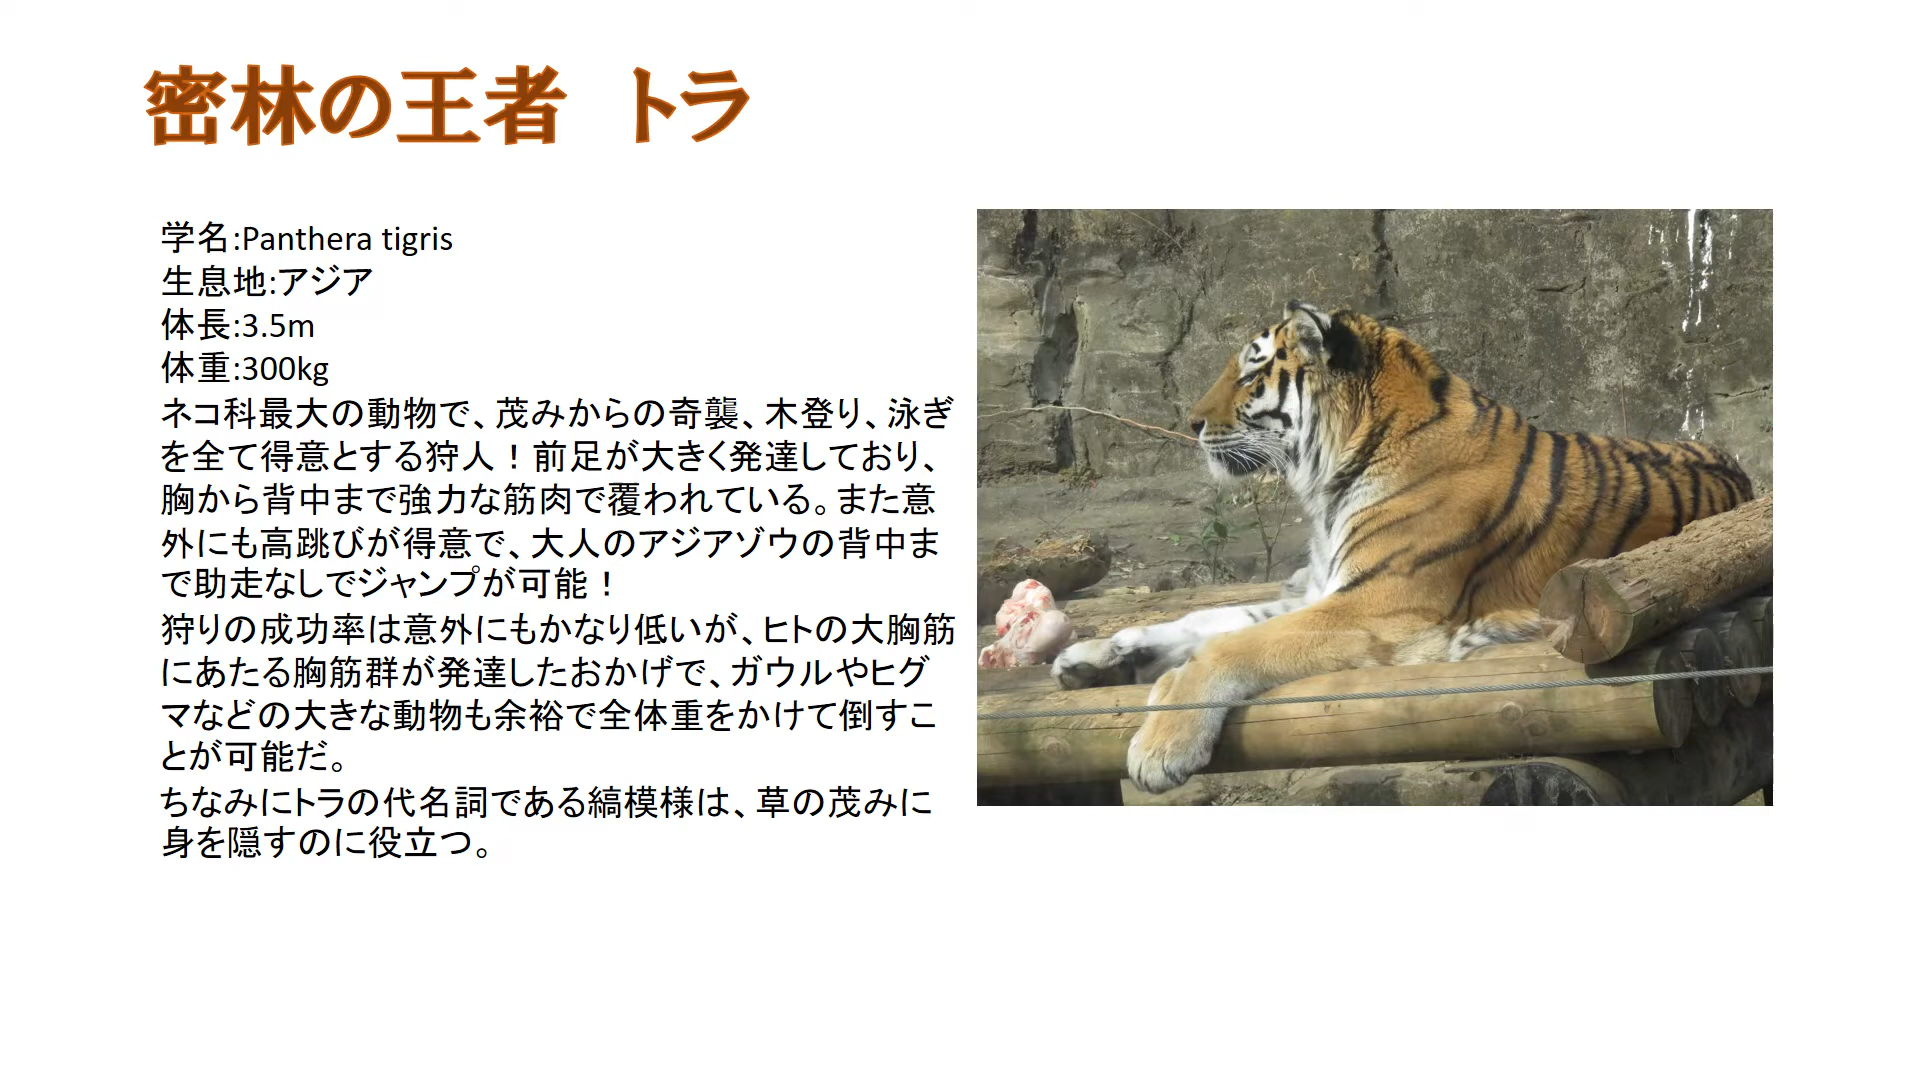 密林の王者　トラ
学名:Panthera tigris
生息地:アジア
体長:3.5m
体重:300kg
ネコ科最大の動物で、茂みからの奇襲、木登り、泳ぎ
を全て得意とする狩人！前足が大きく発達しており、
胸から背中まで強力な筋肉で覆われている。また意
外にも高跳びが得意で、大人のアジアゾウの背中ま
で助走なしでジャンプが可能！
狩りの成功率は意外にもかなり低いが、ヒトの大胸筋
にあたる胸筋群が発達したおかげで、ガウルやヒグ
マなどの大きな動物も余裕で全体重をかけて倒すこ
とが可能だ。
ちなみにトラの代名詞である縞模様は、草の茂みに
身を隠すのに役立つ。